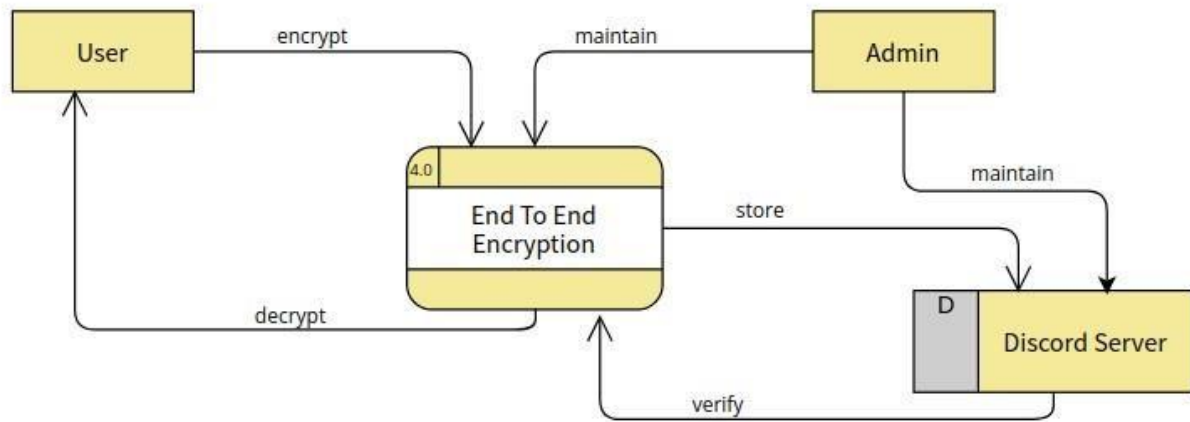 User
encrypt
maintain
Admin
4.0
End To End
Encryption
maintain
store
D
Discord Server
decrypt
verify